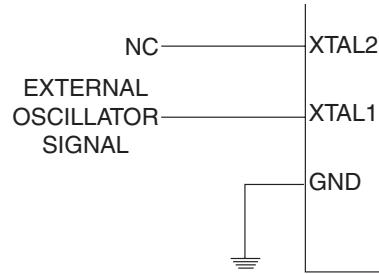 NC
XTAL2
EXTERNAL
OSCILLATOR
SIGNAL
XTAL1
GND